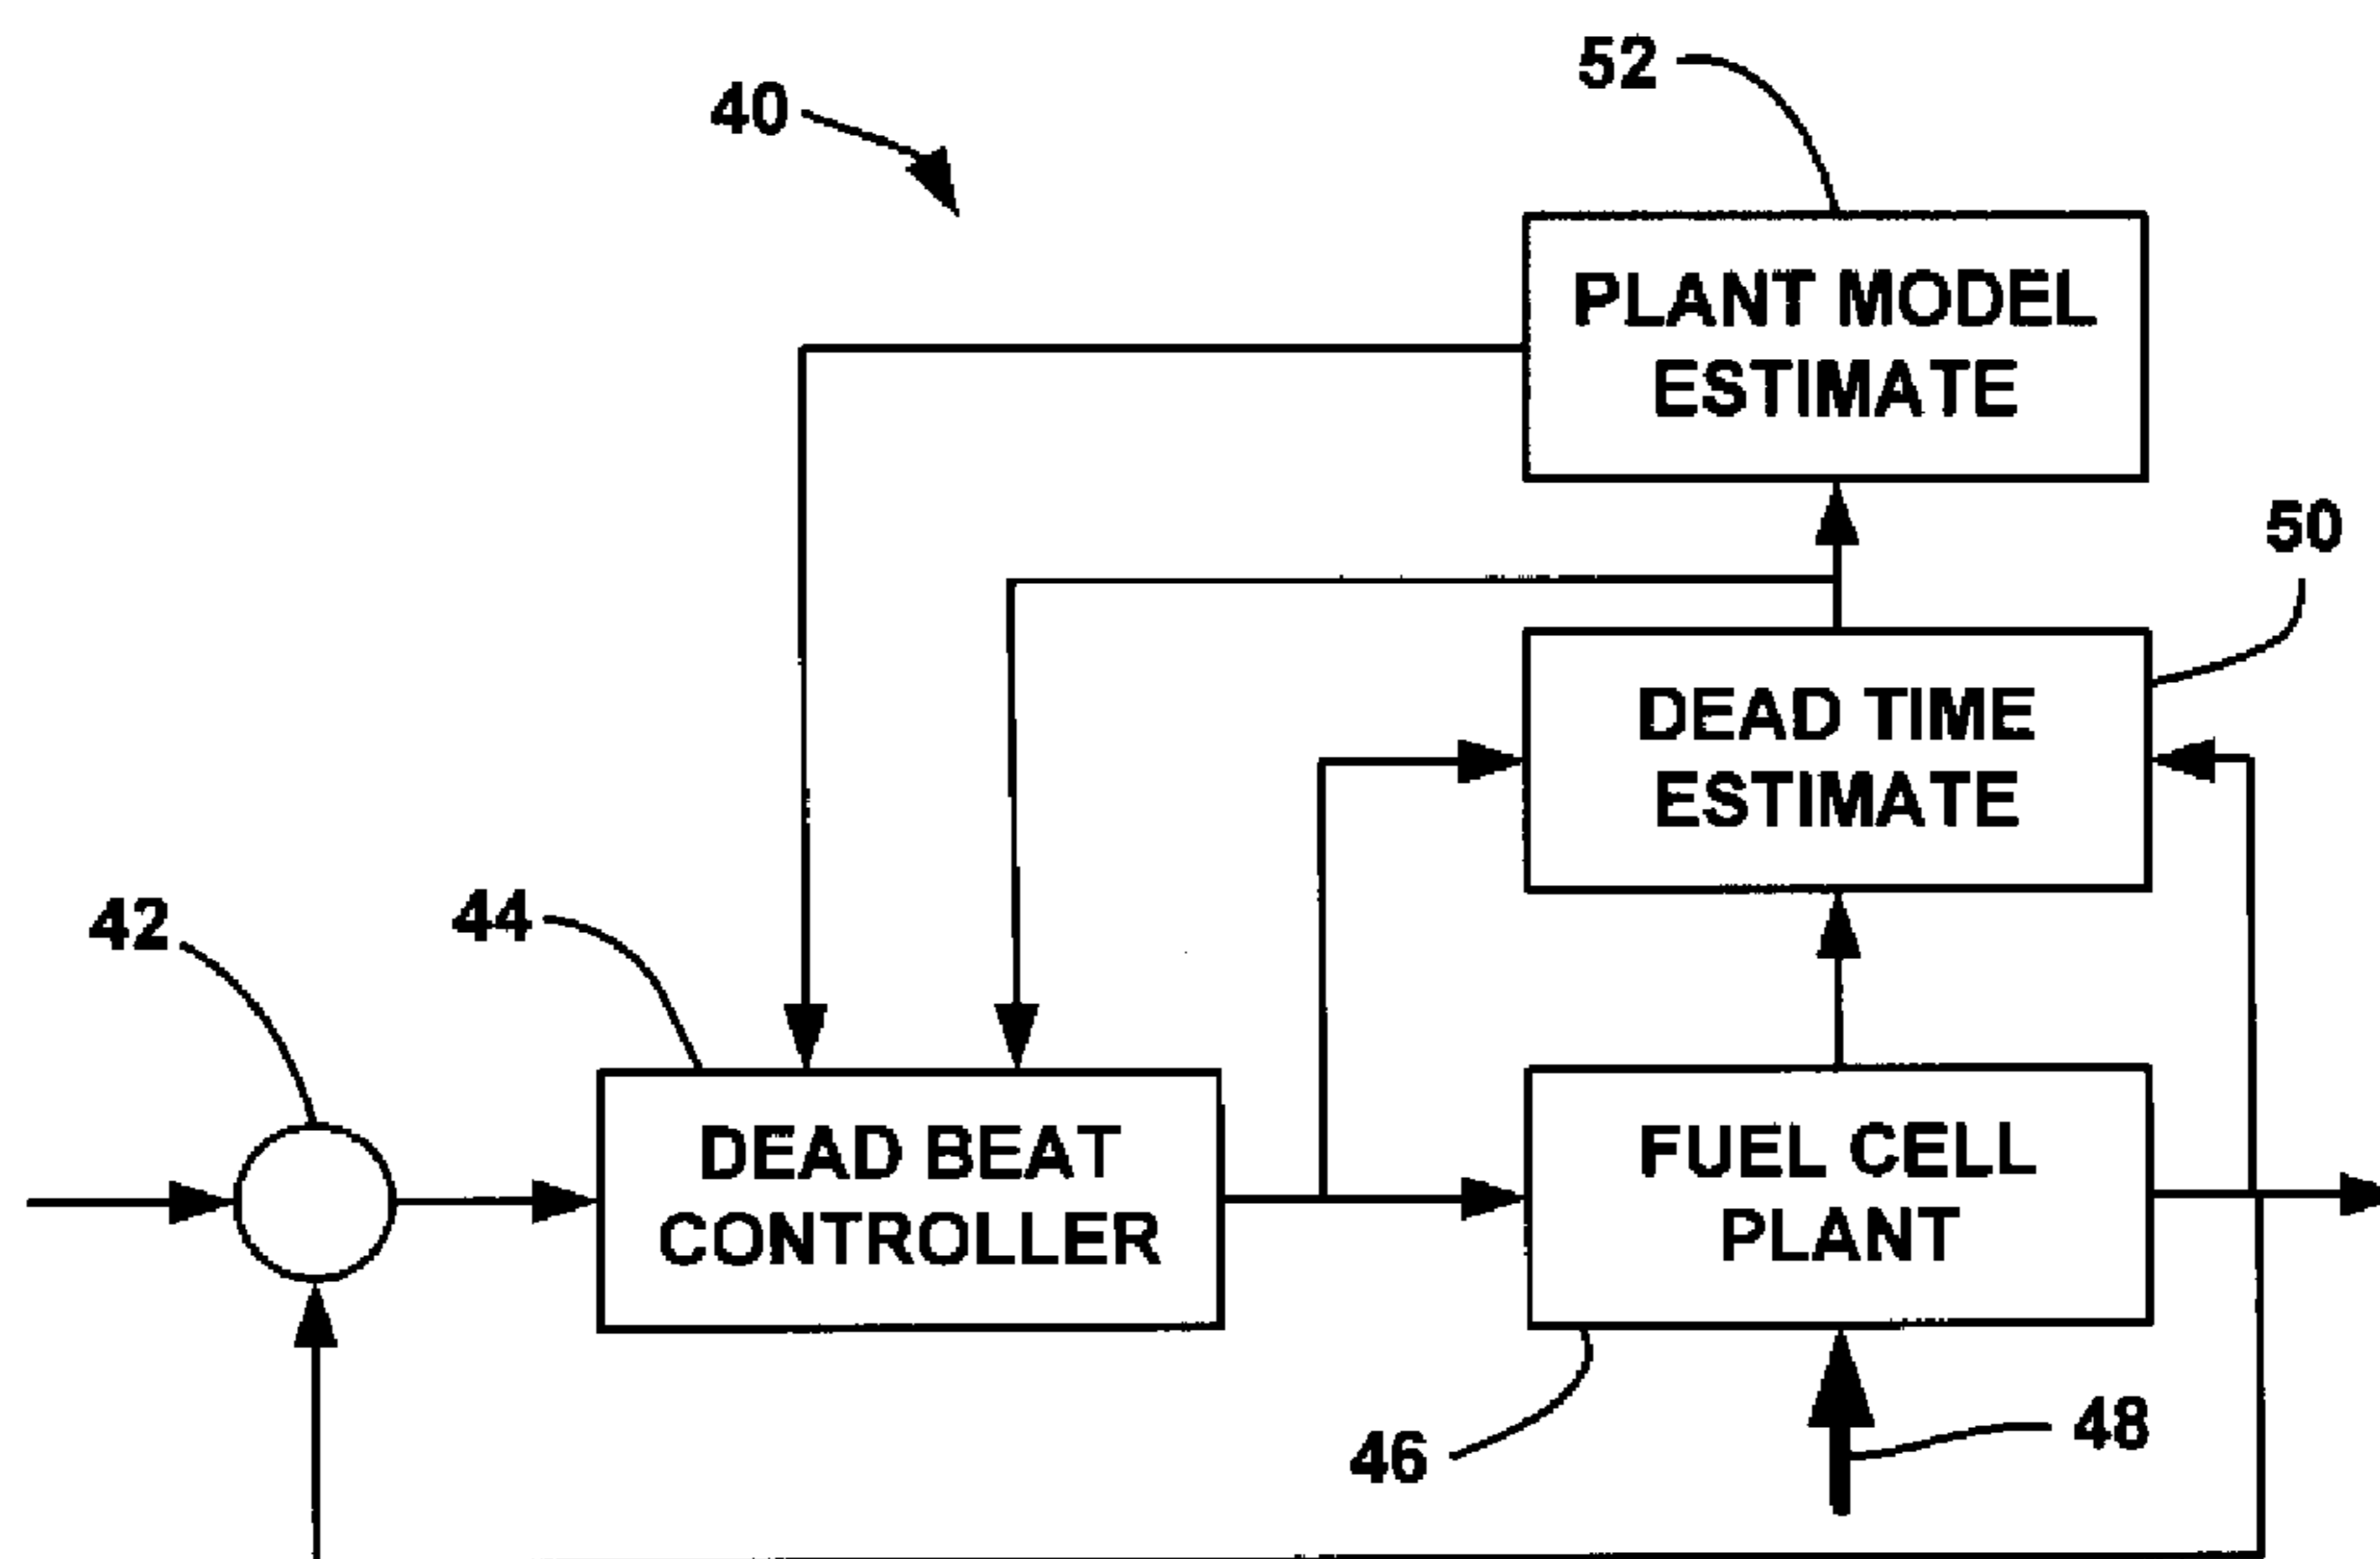 52
40
PLANT MODEL
ESTIMATE
50
DEAD TIME
ESTIMATE
42
44
DEAD BEAT
CONTROLLER
FUEL CELL
PLANT
46
48